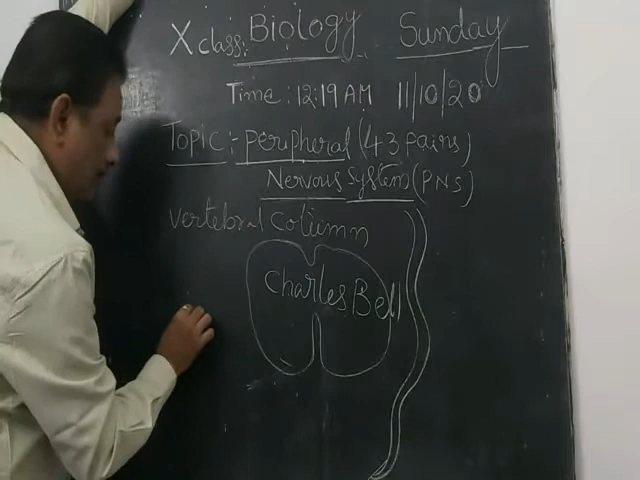 X class: Biology Sunday
Time: 12:19 AM 11/10/20
Topic:- Peripheral (43 pairs)
Nervous System (PNS)
Vertebral Column
Charles Bell